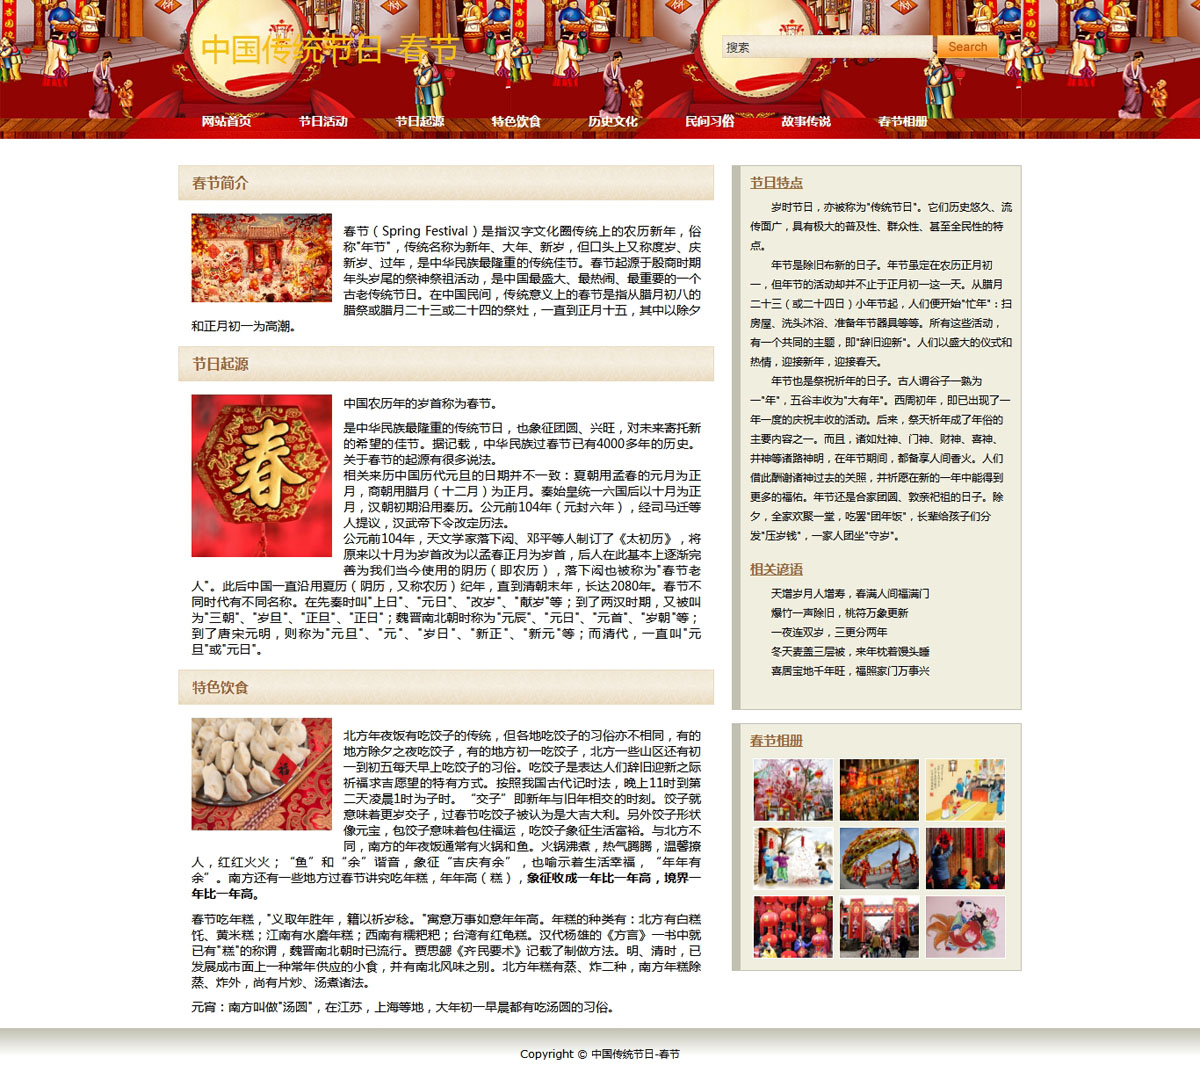 中国传统节日-春节
搜索
Search
网站首页 节日活动 节日起源 特色饮食 历史文化 民间习俗 故事传说 春节相册
春节简介
春节（Spring Festival）是指汉字文化圈传统上的农历新年，俗
称"年节"，传统名称为新年、大年、新岁，但口头上又称度岁、庆
新岁、过年，是中华民族最隆重的传统佳节。春节起源于殷商时期
年头岁尾的祭神祭祖活动，是中国最盛大、最热闹、最重要的一个
古老传统节日。在中国民间，传统意义上的春节是指从腊月初八的
腊祭或腊月二十三或二十四的祭灶，一直到正月十五，其中以除夕
和正月初一为高潮。
节日起源
春
中国农历年的岁首称为春节。
是中华民族最隆重的传统节日，也象征团圆、兴旺，对未来寄托新
的希望的佳节。据记载，中华民族过春节已有4000多年的历史。
关于春节的起源有很多说法。
相关来历中国历代元旦的日期并不一致：夏朝用孟春的元月为正
月，商朝用腊月（十二月）为正月。秦始皇统一六国后以十月为正
月，汉朝初期沿用秦历。公元前104年（元封六年），经司马迁等
人提议，汉武帝下令改定历法。
公元前104年，天文学家落下闳、邓平等人制订了《太初历》，将
原来以十月为岁首改为以孟春正月为岁首，后人在此基本上逐渐完
善为我们当今使用的阴历（即农历），落下闳也被称为"春节老
人"。此后中国一直沿用夏历（阴历，又称农历）纪年，直到清朝末年，长达2080年。春节不
同时代有不同名称。在先秦时叫"上日"、"元日"、"改岁"、"献岁"等；到了两汉时期，又被叫
为"三朝"、"岁旦"、"正旦"、"正日"；魏晋南北朝时称为"元辰"、"元日"、"元首"、"岁朝"等；
到了唐宋元明，则称为"元旦"、"元"、"岁日"、"新正"、"新元"等；而清代，一直叫"元
旦"或"元日"。
特色饮食
福
北方年夜饭有吃饺子的传统，但各地吃饺子的习俗亦不相同，有的
地方除夕之夜吃饺子，有的地方初一吃饺子，北方一些山区还有初
一到初五每天早上吃饺子的习俗。吃饺子是表达人们辞旧迎新之际
祈福求吉愿望的特有方式。按照我国古代记时法，晚上11时到第
二天凌晨1时为子时。“交子”即新年与旧年相交的时刻。饺子就
意味着更岁交子，过春节吃饺子被认为是大吉大利。另外饺子形状
像元宝，包饺子意味着包住福运，吃饺子象征生活富裕。与北方不
同，南方的年夜饭通常有火锅和鱼。火锅沸煮，热气腾腾，温馨撩
人，红红火火；“鱼”和“余”谐音，象征“吉庆有余”，也喻示着生活幸福，“年年有
余”。南方还有一些地方过春节讲究吃年糕，年年高（糕），象征收成一年比一年高，境界一
年比一年高。
春节吃年糕，"义取年胜年，籍以祈岁稔。"寓意万事如意年年高。年糕的种类有：北方有白糕
饦、黄米糕；江南有水磨年糕；西南有糯粑粑；台湾有红龟糕。汉代杨雄的《方言》一书中就
已有"糕"的称谓，魏晋南北朝时已流行。贾思勰《齐民要术》记载了制做方法。明、清时，已
发展成市面上一种常年供应的小食，并有南北风味之别。北方年糕有蒸、炸二种，南方年糕除
蒸、炸外，尚有片炒、汤煮诸法。
元宵：南方叫做"汤圆"，在江苏，上海等地，大年初一早晨都有吃汤圆的习俗。
节日特点
岁时节日，亦被称为"传统节日"。它们历史悠久、流
传面广，具有极大的普及性、群众性、甚至全民性的特
点。
年节是除旧布新的日子。年节虽定在农历正月初
一，但年节的活动却并不止于正月初一这一天。从腊月
二十三（或二十四日）小年节起，人们便开始"忙年"：扫
房屋、洗头沐浴、准备年节器具等等。所有这些活动，
有一个共同的主题，即"辞旧迎新"。人们以盛大的仪式和
热情，迎接新年，迎接春天。
年节也是祭祝祈年的日子。古人谓谷子一熟为
一"年"，五谷丰收为"大有年"。西周初年，即已出现了一
年一度的庆祝丰收的活动。后来，祭天祈年成了年俗的
主要内容之一。而且，诸如灶神、门神、财神、喜神、
井神等诸路神明，在年节期间，都备享人间香火。人们
借此酬谢诸神过去的关照，并祈愿在新的一年中能得到
更多的福佑。年节还是合家团圆、敦亲祀祖的日子。除
夕，全家欢聚一堂，吃罢"团年饭"，长辈给孩子们分
发"压岁钱"，一家人团坐"守岁"。
相关谚语
天增岁月人增寿，春满人间福满门
爆竹一声除旧，桃符万象更新
一夜连双岁，三更分两年
冬天麦盖三层被，来年枕着馒头睡
喜居宝地千年旺，福照家门万事兴
春节相册
Copyright © 中国传统节日-春节